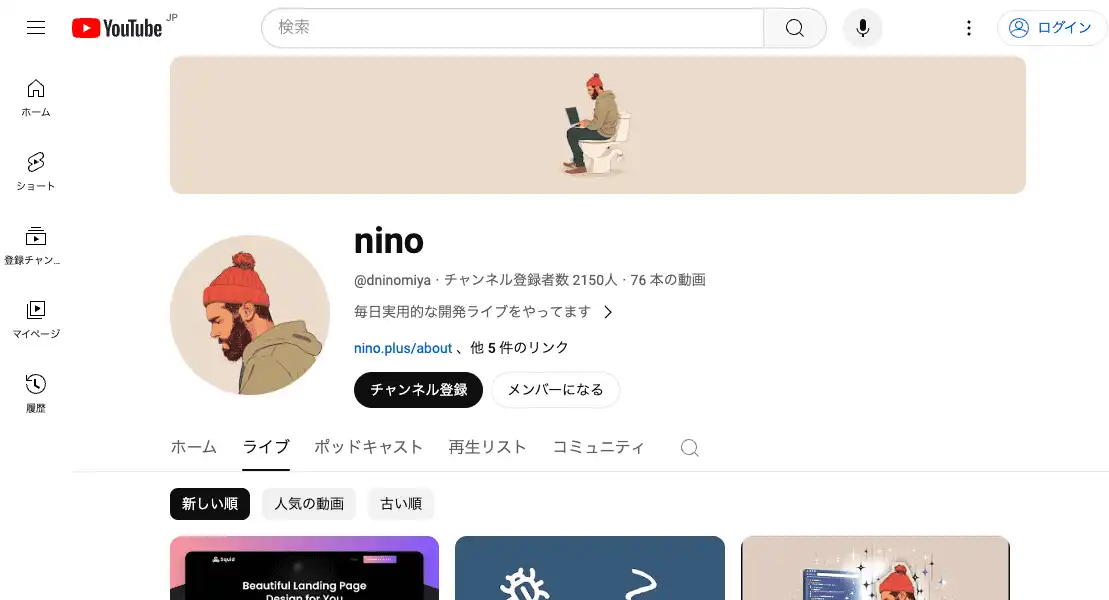 YouTube JP
検索
ログイン
ホーム
ショート
登録チャン...
マイページ
履歴
nino
@dninomiya · チャンネル登録者数 2150人 · 76 本の動画
毎日実用的な開発ライブをやってます
nino.plus/about 、他 5 件のリンク
チャンネル登録 メンバーになる
ホーム ライブ ポッドキャスト 再生リスト コミュニティ
新しい順 人気の動画 古い順
Squid
Beautiful Landing Page
Design for You